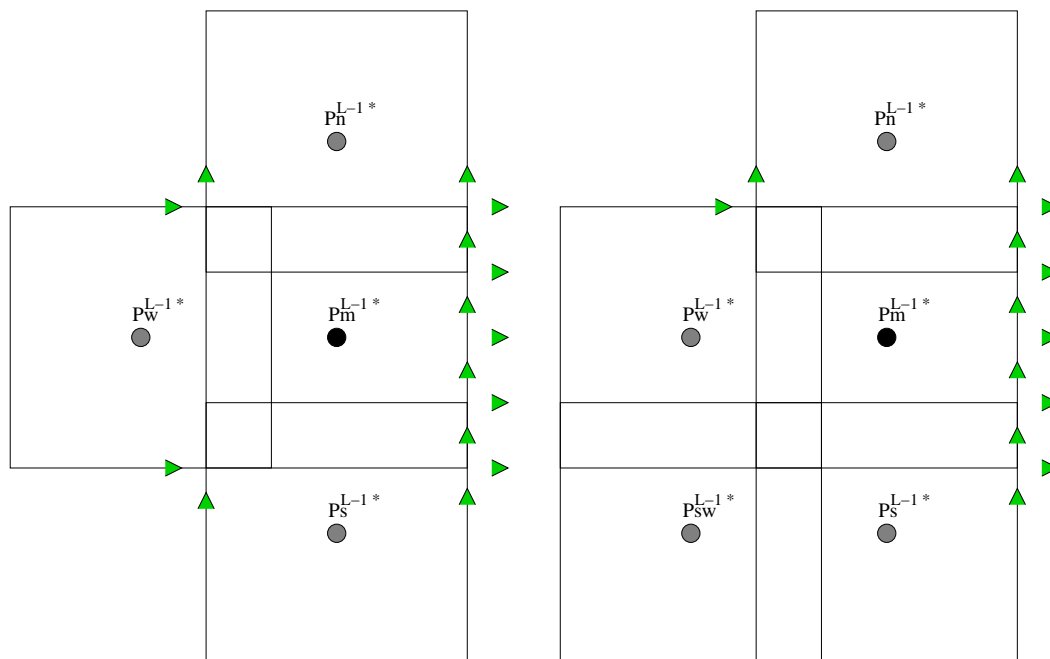 Pn^L−1 * Pn^L−1 *
Pw^L−1 * Pm^L−1 * Pw^L−1 * Pm^L−1 *
Ps^L−1 * Psw^L−1 * Ps^L−1 *